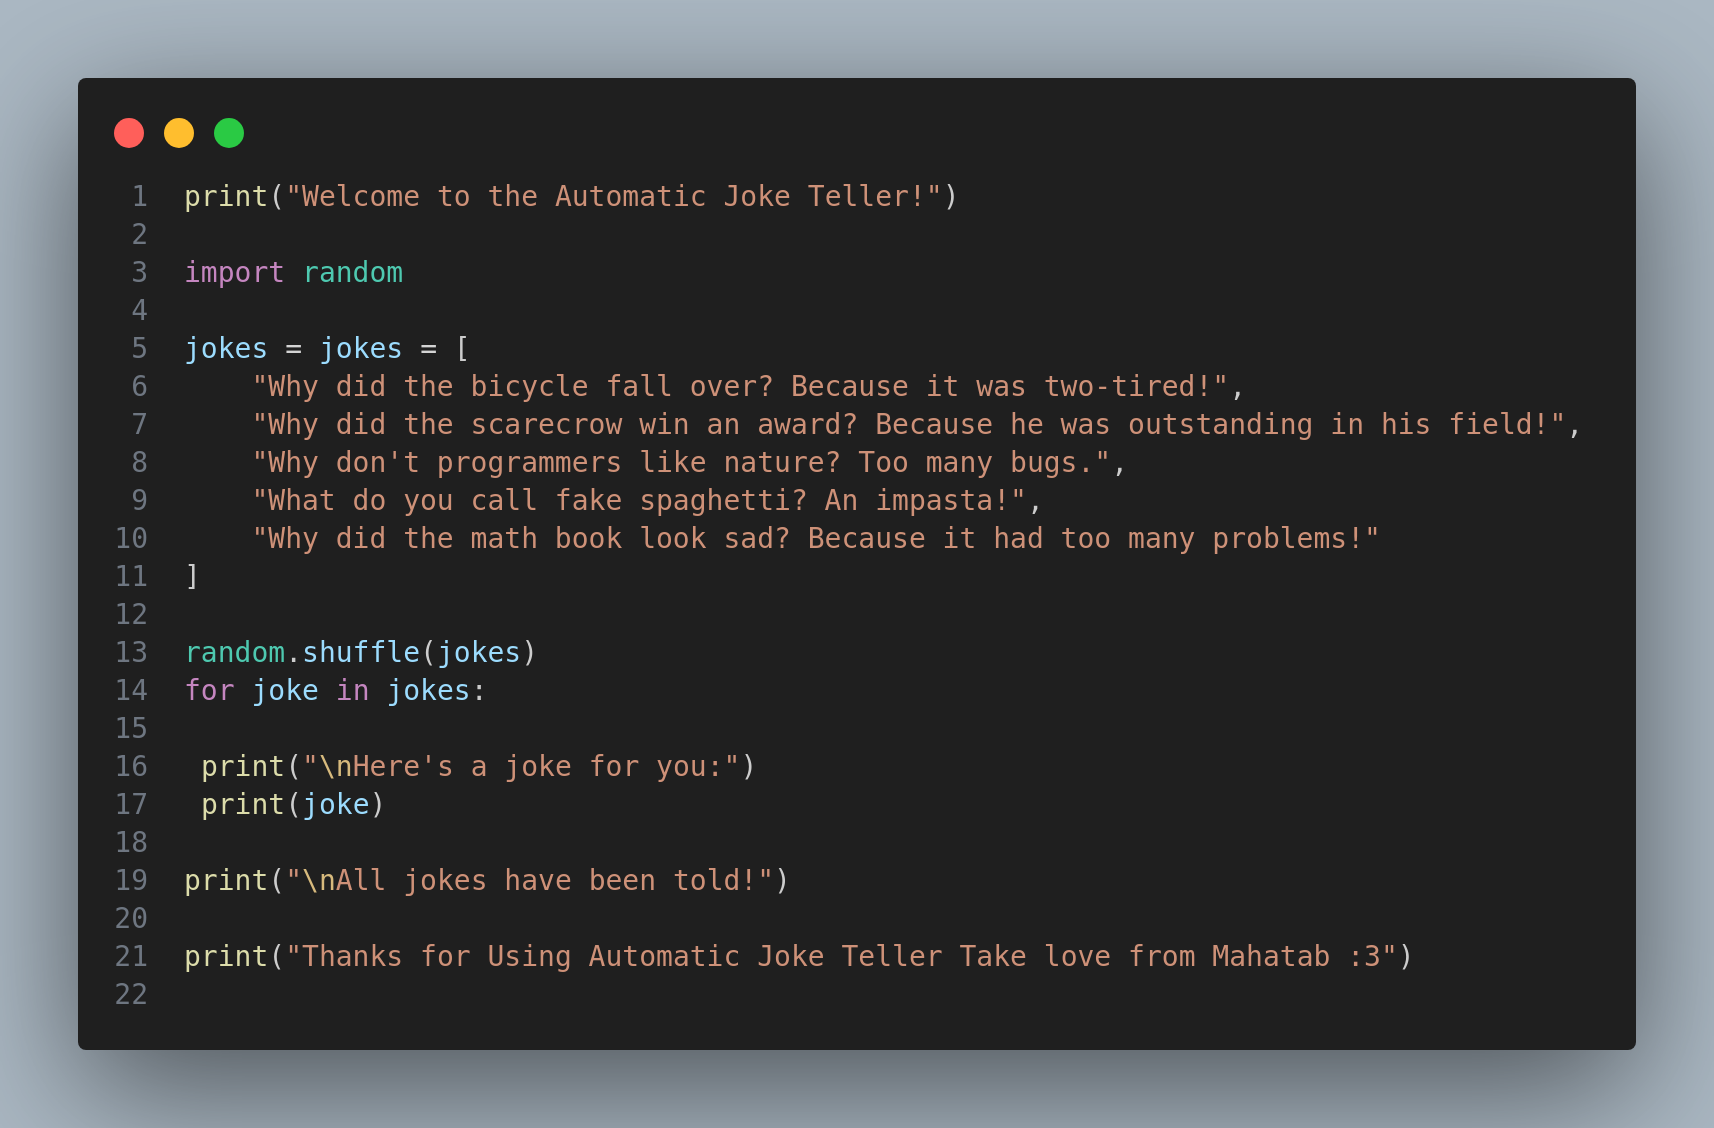 1 print("Welcome to the Automatic Joke Teller!")
2
3 import random
4
5 jokes = jokes = [
6     "Why did the bicycle fall over? Because it was two-tired!",
7     "Why did the scarecrow win an award? Because he was outstanding in his field!",
8     "Why don't programmers like nature? Too many bugs.",
9     "What do you call fake spaghetti? An impasta!",
10     "Why did the math book look sad? Because it had too many problems!"
11 ]
12
13 random.shuffle(jokes)
14 for joke in jokes:
15
16  print("\nHere's a joke for you:")
17  print(joke)
18
19 print("\nAll jokes have been told!")
20
21 print("Thanks for Using Automatic Joke Teller Take love from Mahatab :3")
22